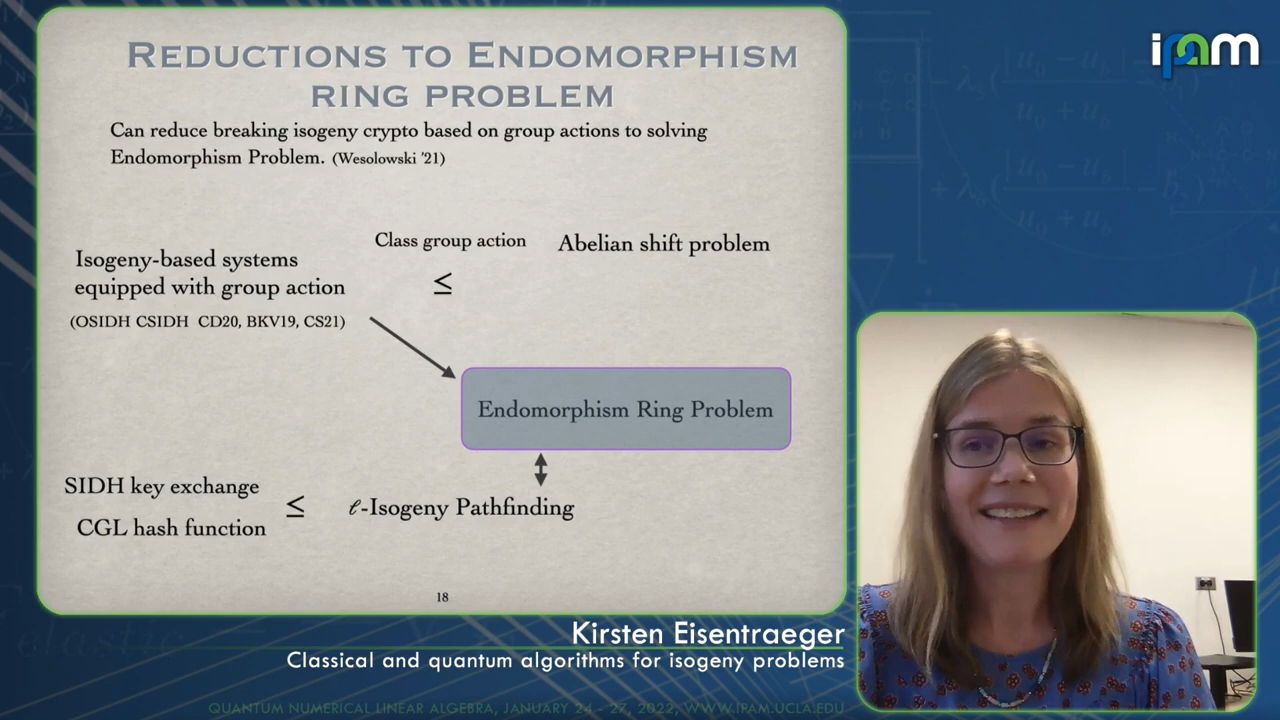 REDUCTIONS TO ENDOMORPHISM
RING PROBLEM
Can reduce breaking isogeny crypto based on group actions to solving
Endomorphism Problem. (Wesolowski '21)
Class group action
Abelian shift problem
Isogeny-based systems
equipped with group action
≤
(OSIDH CSIDH CD20, BKV19, CS21)
Endomorphism Ring Problem
SIDH key exchange
CGL hash function
≤
ℓ-Isogeny Pathfinding
18
ipam
Kirsten Eisentraeger
Classical and quantum algorithms for isogeny problems
QUANTUM NUMERICAL LINEAR ALGEBRA, JANUARY 24 - 27, 2022, WWW.IPAM.UCLA.EDU